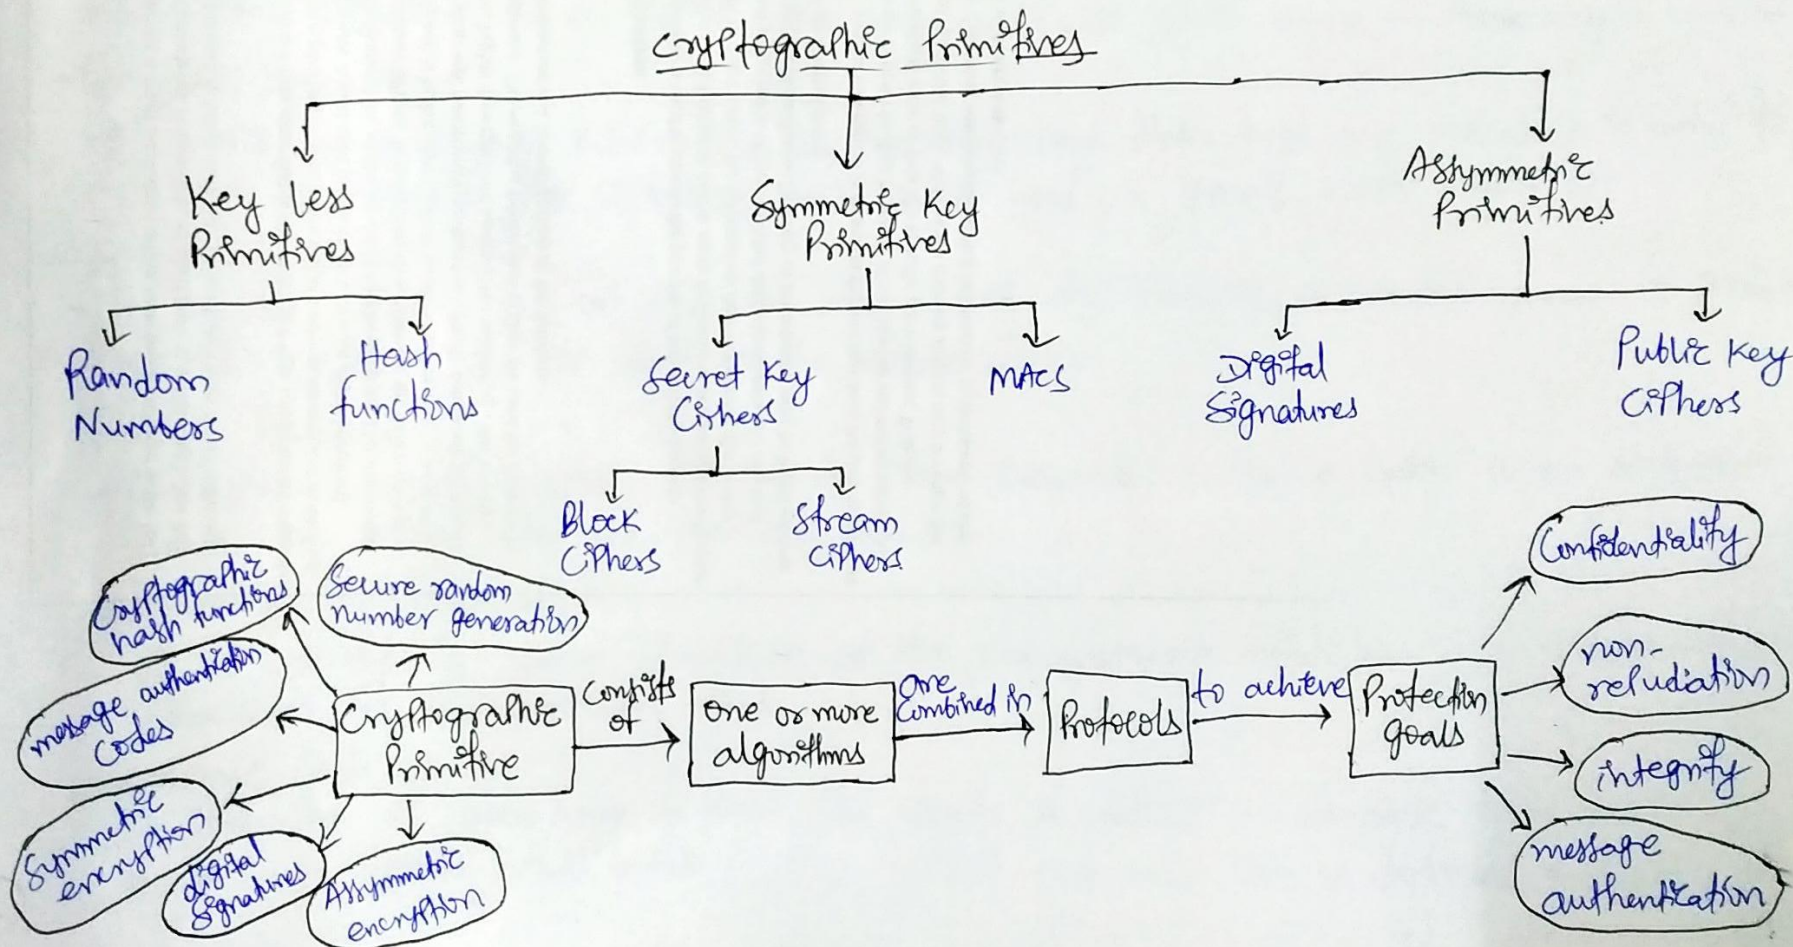 Cryptographic Primitives
Key less
Primitives
Symmetric Key
Primitives
Assymmetric
Primitives
Random
Numbers
Hash
functions
Secret Key
Ciphers
MACs
Digital
Signatures
Public Key
Ciphers
Block
Ciphers
Stream
Ciphers
Cryptographic
hash functions
Secure random
number generation
message authentication
codes
Symmetric
encryption
digital
signatures
Assymmetric
encryption
Cryptographic
Primitive
Consists
of
one or more
algorithms
are
combined in
Protocols
to achieve
Protection
goals
Confidentiality
non-
repudiation
integrity
message
authentication